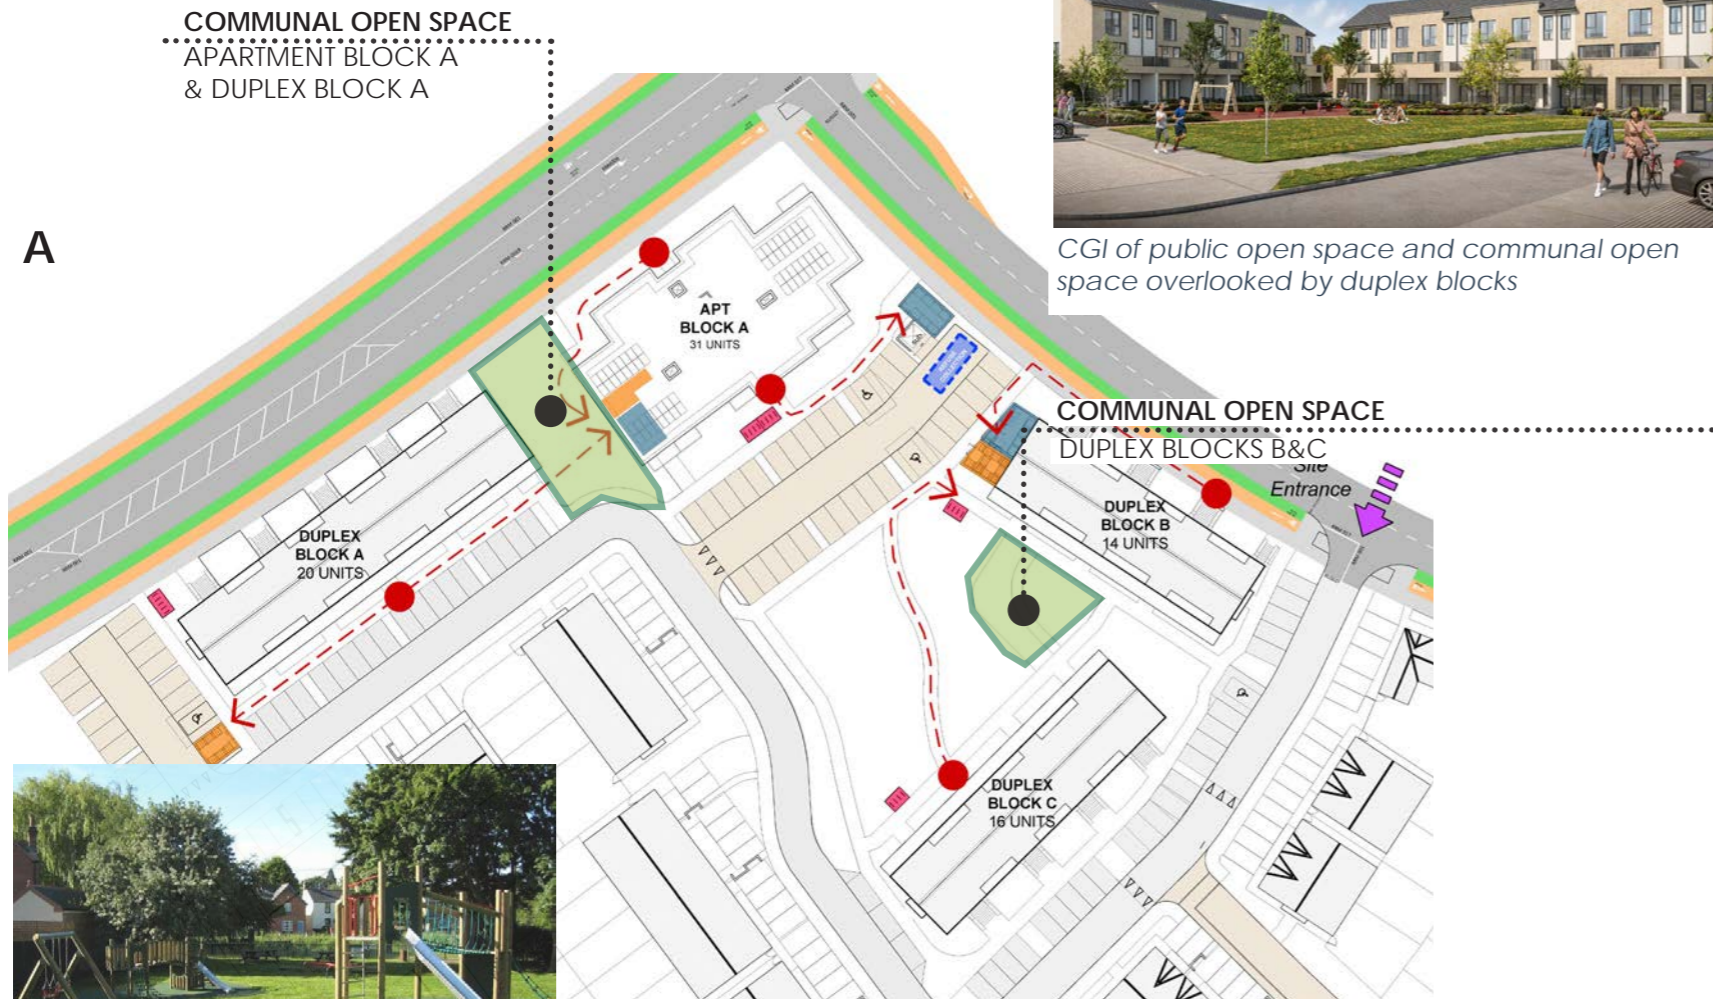 COMMUNAL OPEN SPACE
APARTMENT BLOCK A
& DUPLEX BLOCK A
A
CGI of public open space and communal open
space overlooked by duplex blocks
APT
BLOCK A
31 UNITS
COMMUNAL OPEN SPACE
DUPLEX BLOCKS B&C
Site
Entrance
DUPLEX
BLOCK B
14 UNITS
DUPLEX
BLOCK A
20 UNITS
DUPLEX
BLOCK C
16 UNITS